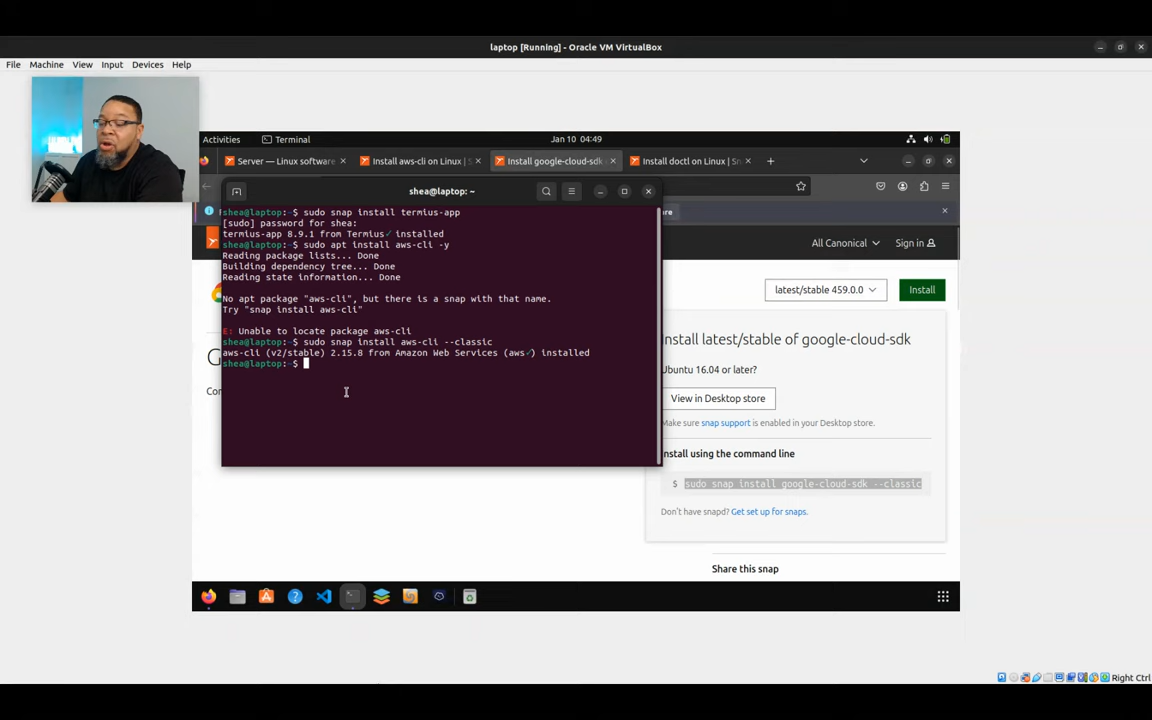 laptop [Running] - Oracle VM VirtualBox
File Machine View Input Devices Help
Activities Terminal Jan 10 04:49
Server — Linux software Install aws-cli on Linux | S Install google-cloud-sdk Install doctl on Linux | Sn
shea@laptop: ~
shea@laptop:~$ sudo snap install termius-app
[sudo] password for shea:
termius-app 8.9.1 from Termius✓ installed
shea@laptop:~$ sudo apt install aws-cli -y
Reading package lists... Done
Building dependency tree... Done
Reading state information... Done
No apt package "aws-cli", but there is a snap with that name.
Try "snap install aws-cli"
E: Unable to locate package aws-cli
shea@laptop:~$ sudo snap install aws-cli --classic
aws-cli (v2/stable) 2.15.8 from Amazon Web Services (aws✓) installed
shea@laptop:~$
re
All Canonical Sign in
G
Con
latest/stable 459.0.0 Install
Install latest/stable of google-cloud-sdk
Ubuntu 16.04 or later?
View in Desktop store
Make sure snap support is enabled in your Desktop store.
Install using the command line
$ sudo snap install google-cloud-sdk --classic
Don't have snapd? Get set up for snaps.
Share this snap
Right Ctrl